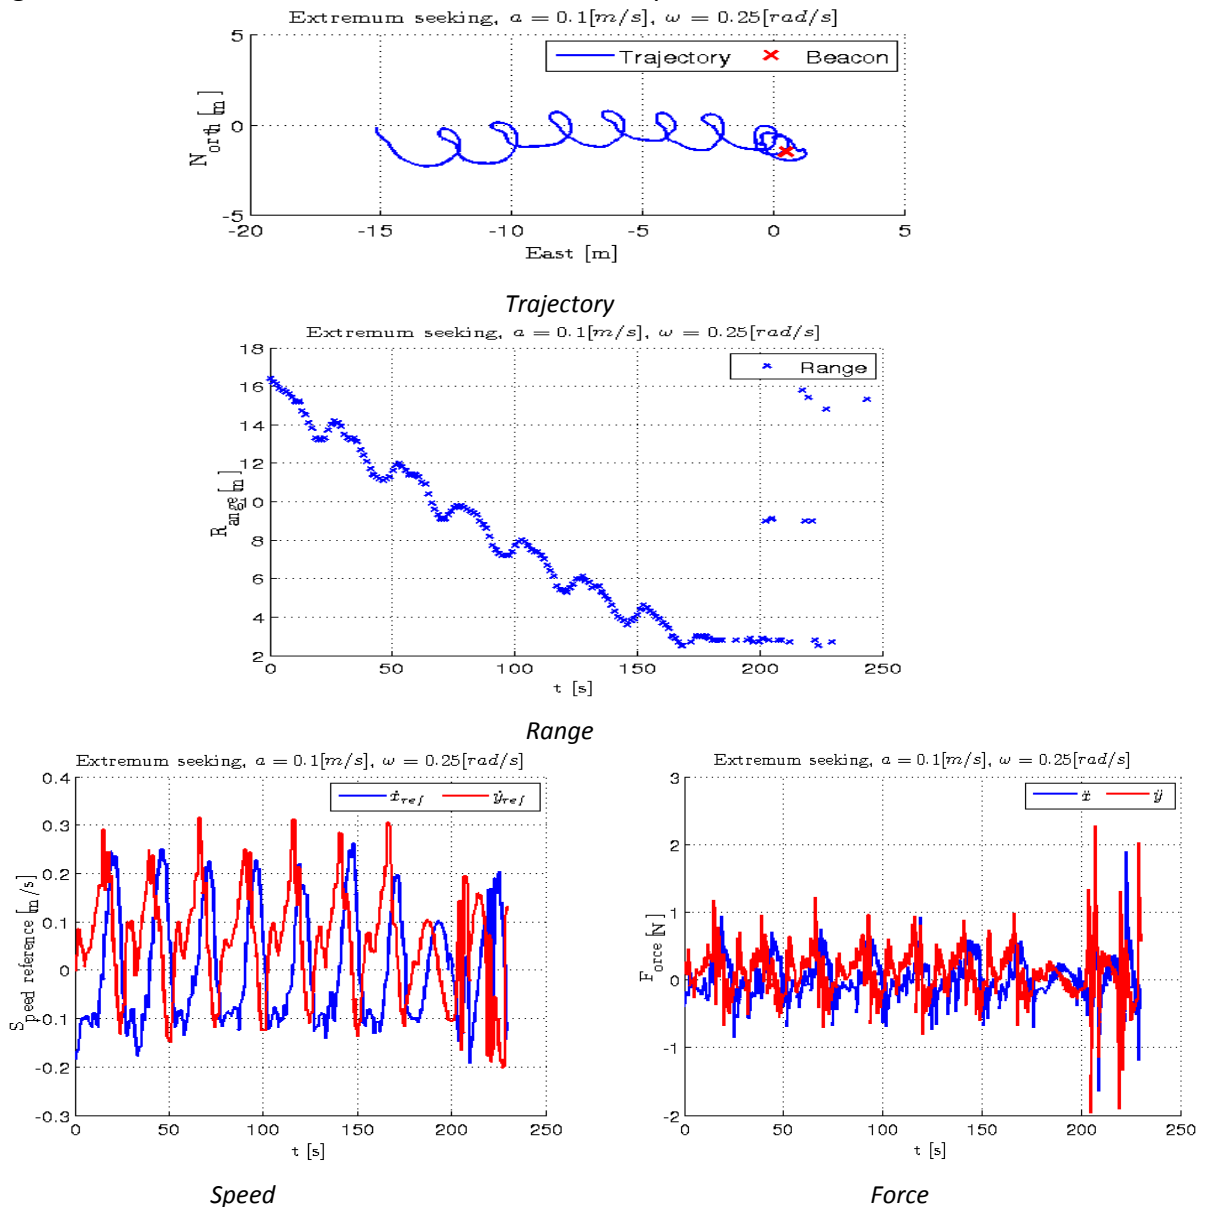 Extremum seeking, a = 0.1[m/s], ω = 0.25[rad/s]
5
Trajectory
Beacon
North [m]
0
-5
-20 -15 -10 -5 0 5
East [m]
Trajectory
Extremum seeking, a = 0.1[m/s], ω = 0.25[rad/s]
18
Range
16
14
12
Range[m]
10
8
6
4
2
0 50 100 150 200 250
t [s]
Range
Extremum seeking, a = 0.1[m/s], ω = 0.25[rad/s]
0.4
ẋref
ẏref
0.3
0.2
0.1
Speed reference [m/s]
0
-0.1
-0.2
-0.3
0 50 100 150 200 250
t [s]
Speed
Extremum seeking, a = 0.1[m/s], ω = 0.25[rad/s]
3
ẍ
ÿ
2
1
Force [N]
0
-1
-2
0 50 100 150 200 250
t [s]
Force